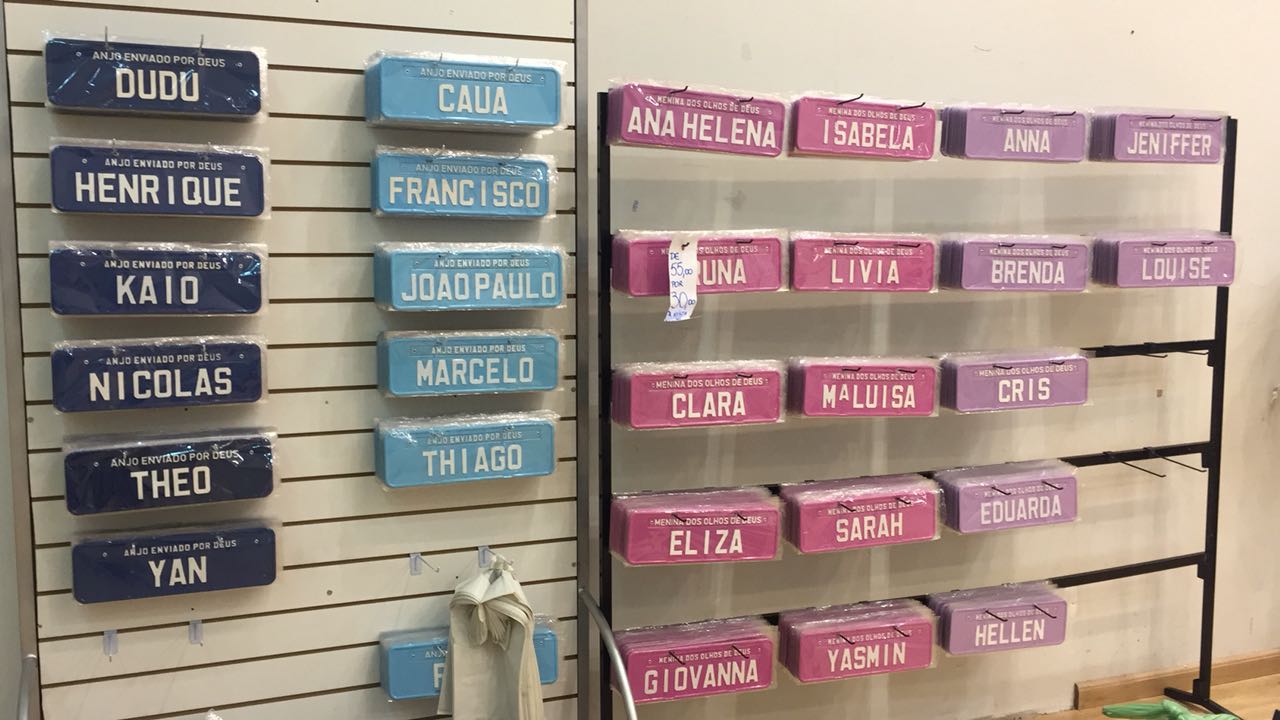 ANJO ENVIADO POR DEUS
DUDU
ANJO ENVIADO POR DEUS
HENRIQUE
ANJO ENVIADO POR DEUS
KAIO
ANJO ENVIADO POR DEUS
NICOLAS
ANJO ENVIADO POR DEUS
THEO
ANJO ENVIADO POR DEUS
YAN
ANJO ENVIADO POR DEUS
CAUA
ANJO ENVIADO POR DEUS
FRANCISCO
ANJO ENVIADO POR DEUS
JOAO PAULO
ANJO ENVIADO POR DEUS
MARCELO
ANJO ENVIADO POR DEUS
THIAGO
MENINA DOS OLHOS DE DEUS
ANA HELENA
MENINA DOS OLHOS DE DEUS
ISABELA
MENINA DOS OLHOS DE DEUS
ANNA
MENINA DOS OLHOS DE DEUS
JENIFFER
OLHOS DE DEUS
DE
55,00
POR
30,00
MENINA DOS OLHOS DE DEUS
LIVIA
MENINA DOS OLHOS DE DEUS
BRENDA
MENINA DOS OLHOS DE DEUS
LOUISE
MENINA DOS OLHOS DE DEUS
CLARA
MENINA DOS OLHOS DE DEUS
Mª LUISA
MENINA DOS OLHOS DE DEUS
CRIS
MENINA DOS OLHOS DE DEUS
ELIZA
MENINA DOS OLHOS DE DEUS
SARAH
MENINA DOS OLHOS DE DEUS
EDUARDA
MENINA DOS OLHOS DE DEUS
GIOVANNA
MENINA DOS OLHOS DE DEUS
YASMIN
MENINA DOS OLHOS DE DEUS
HELLEN